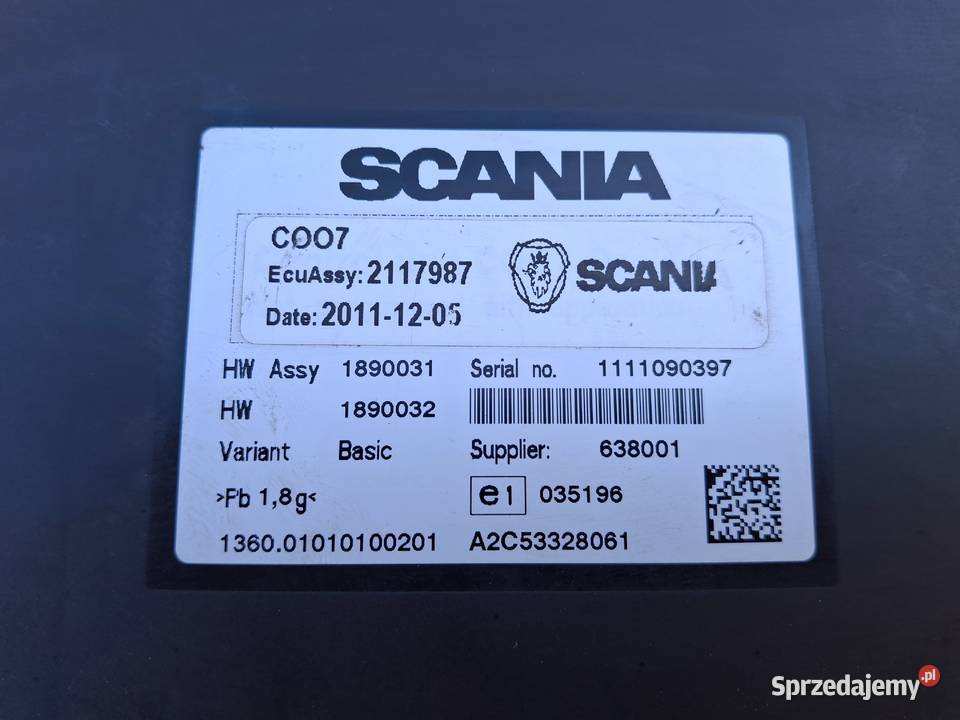 SCANIA
COO7
EcuAssy: 2117987
Date: 2011-12-05
SCANIA
HW Assy 1890031 Serial no. 1111090397
HW 1890032
Variant Basic Supplier: 638001
>Pb 1,8g< e1 035196
1360.01010100201 A2C53328061
Sprzedajemy.pl